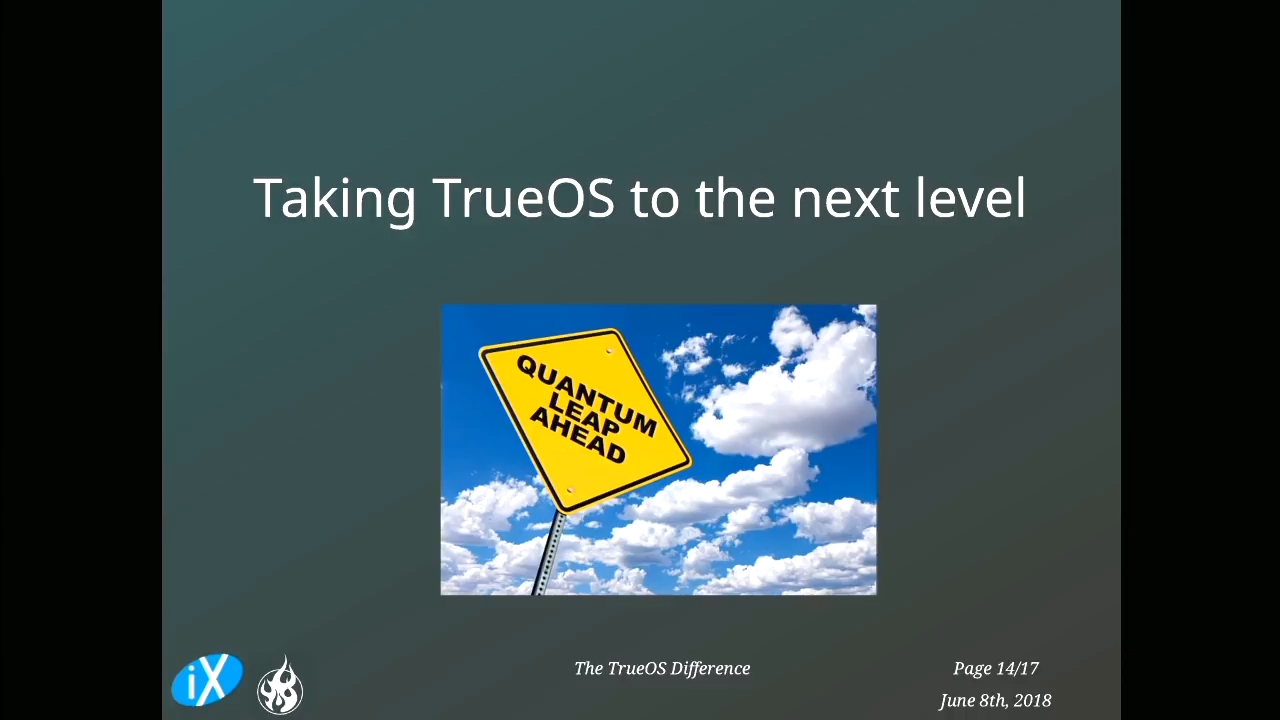 Taking TrueOS to the next level
QUANTUM
LEAP
AHEAD
iX
The TrueOS Difference
Page 14/17
June 8th, 2018